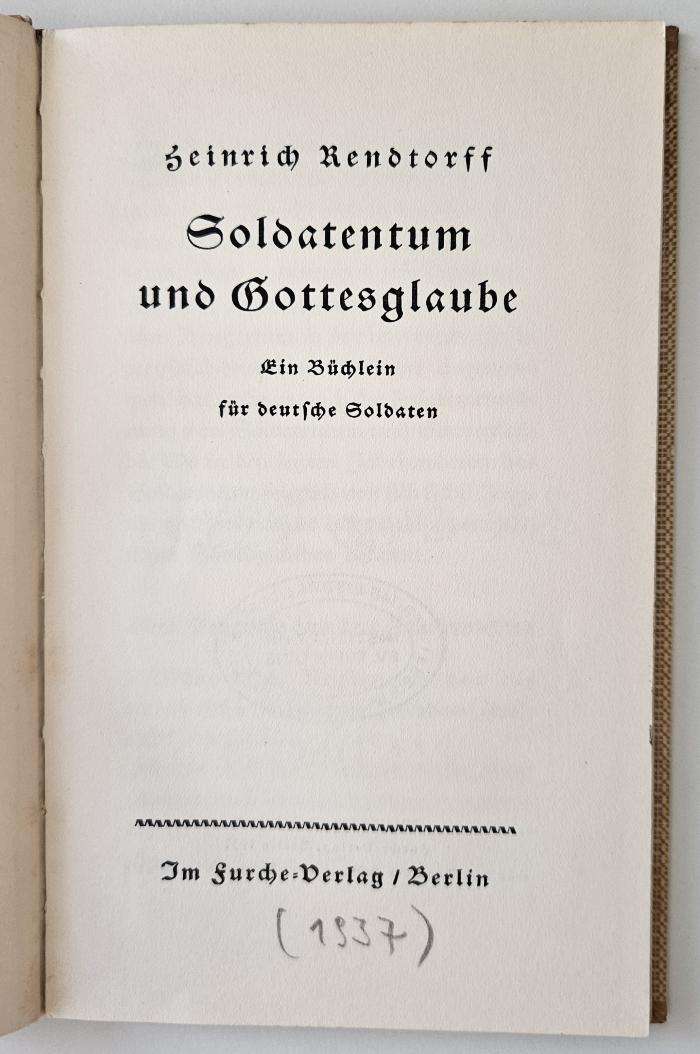 Heinrich Rendtorff
Soldatentum
und Gottesglaube
Ein Büchlein
für deutſche Soldaten
Im Furche-Verlag / Berlin
(1937)